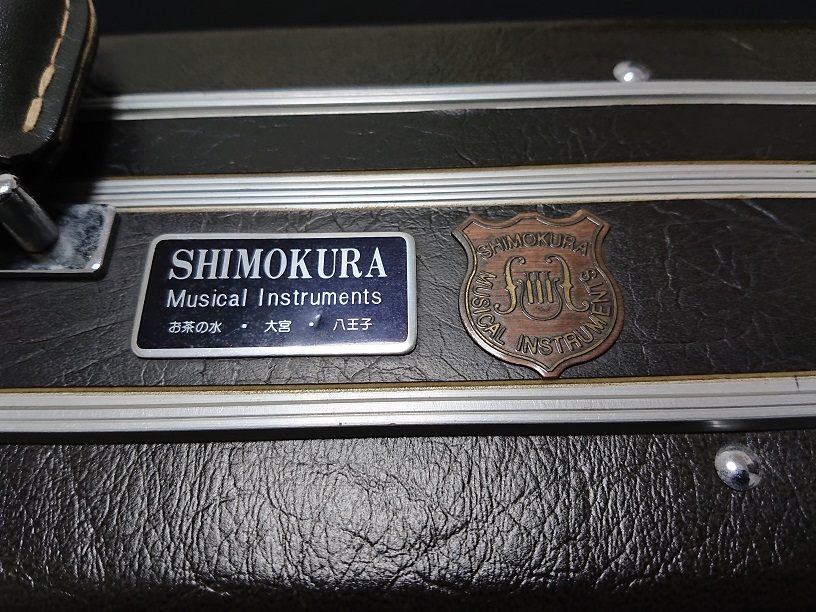 SHIMOKURA
Musical Instruments
お茶の水 ・ 大宮 ・ 八王子
SHIMOKURA
MUSICAL INSTRUMENTS